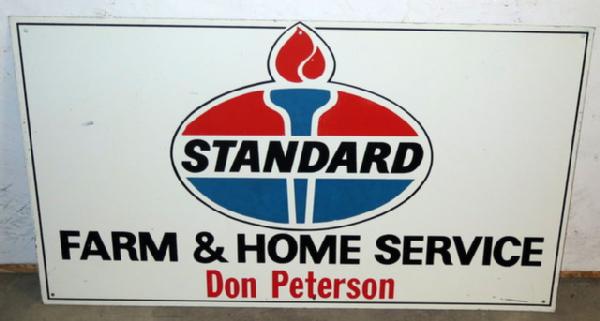 STANDARD
FARM & HOME SERVICE
Don Peterson